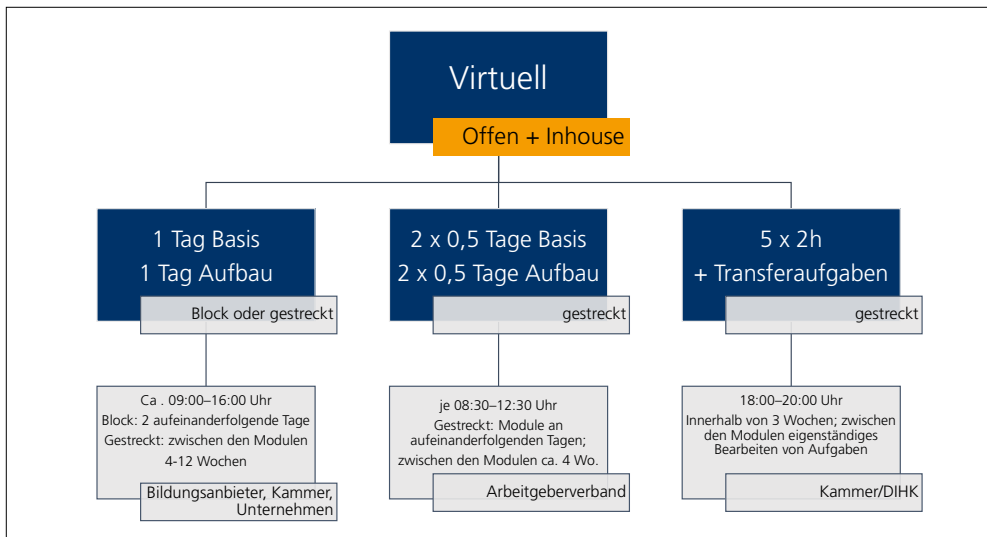 Virtuell
Offen + Inhouse
1 Tag Basis
1 Tag Aufbau
Block oder gestreckt
Ca . 09:00–16:00 Uhr
Block: 2 aufeinanderfolgende Tage
Gestreckt: zwischen den Modulen
4-12 Wochen
Bildungsanbieter, Kammer,
Unternehmen
2 x 0,5 Tage Basis
2 x 0,5 Tage Aufbau
gestreckt
je 08:30–12:30 Uhr
Gestreckt: Module an
aufeinanderfolgenden Tagen;
zwischen den Modulen ca. 4 Wo.
Arbeitgeberverband
5 x 2h
+ Transferaufgaben
gestreckt
18:00–20:00 Uhr
Innerhalb von 3 Wochen; zwischen
den Modulen eigenständiges
Bearbeiten von Aufgaben
Kammer/DIHK